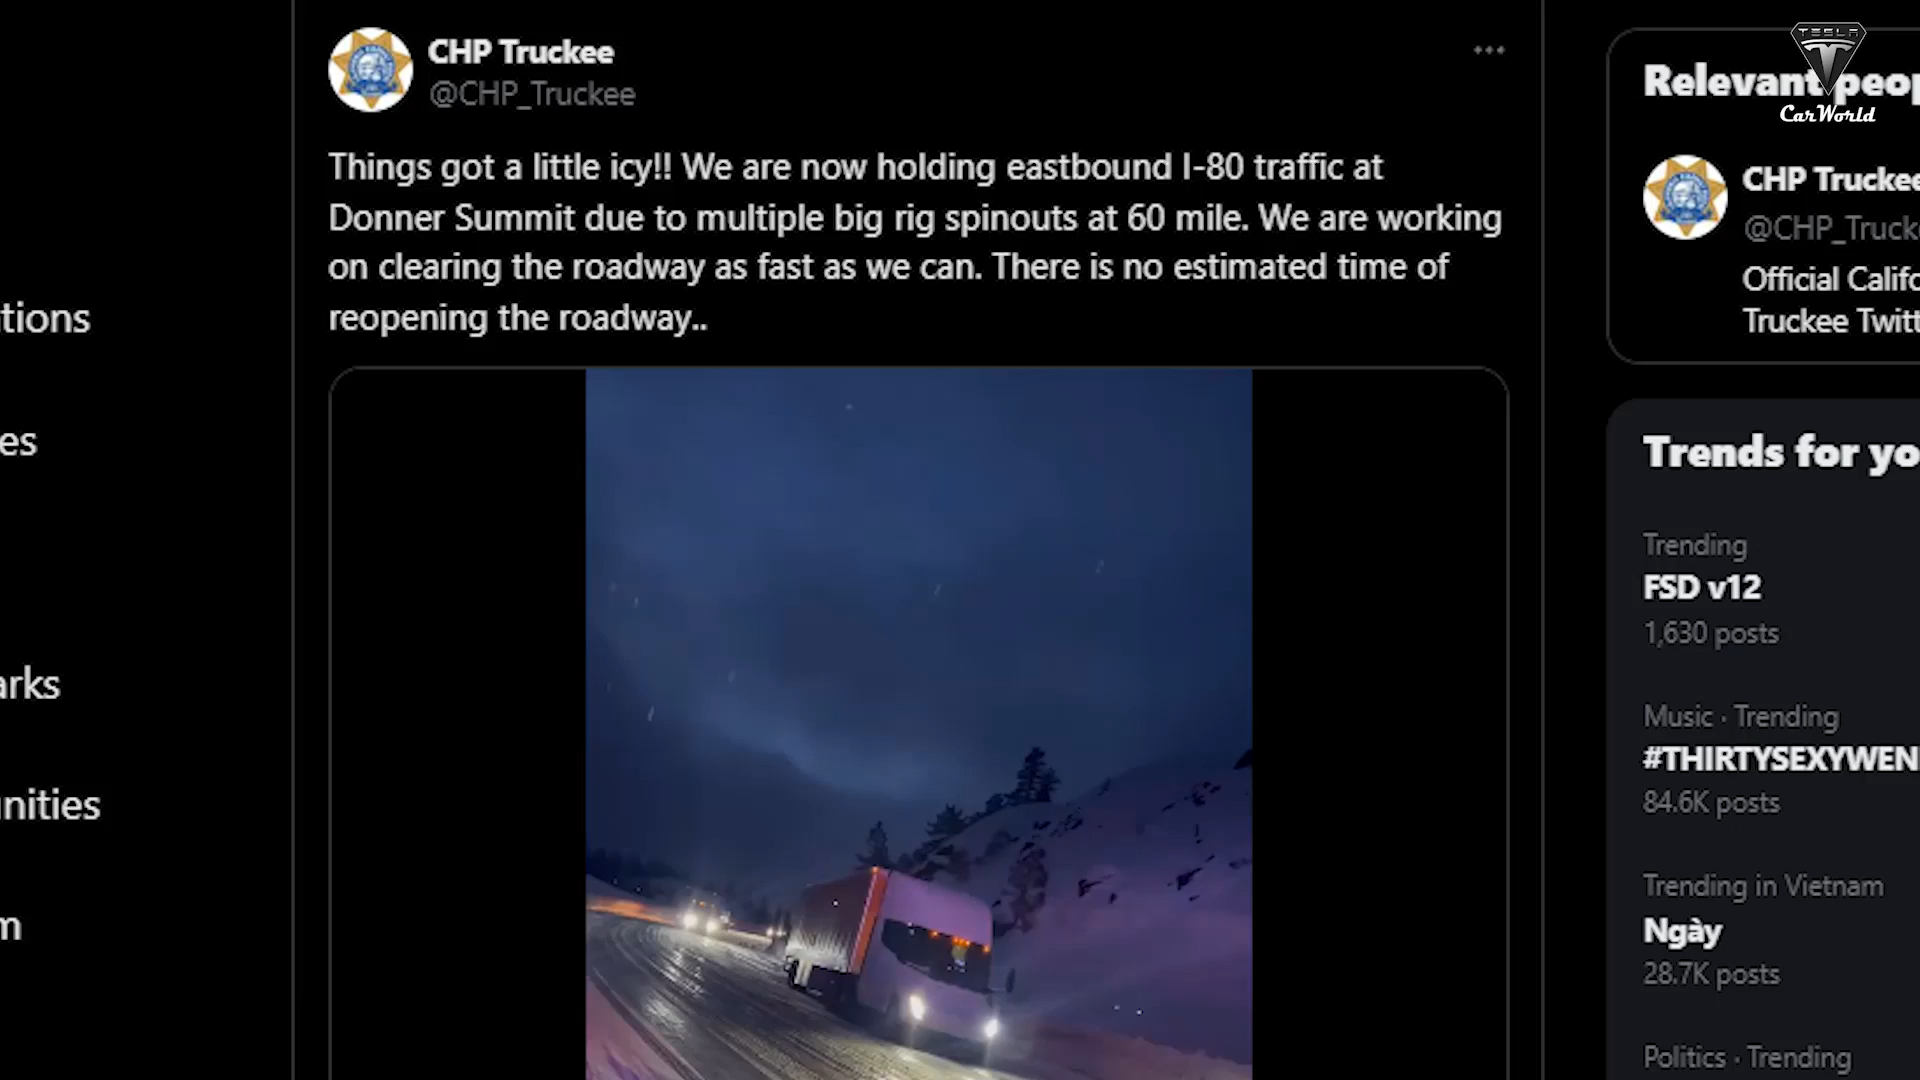 CHP Truckee
@CHP_Truckee
Things got a little icy!! We are now holding eastbound I-80 traffic at
Donner Summit due to multiple big rig spinouts at 60 mile. We are working
on clearing the roadway as fast as we can. There is no estimated time of
reopening the roadway..
tions
es
arks
nities
m
TESLA
CarWorld
Relevant peop
CHP Truckee
@CHP_Trucke
Official Califo
Truckee Twitt
Trends for yo
Trending
FSD v12
1,630 posts
Music · Trending
#THIRTYSEXYWEN
84.6K posts
Trending in Vietnam
Ngày
28.7K posts
Politics · Trending